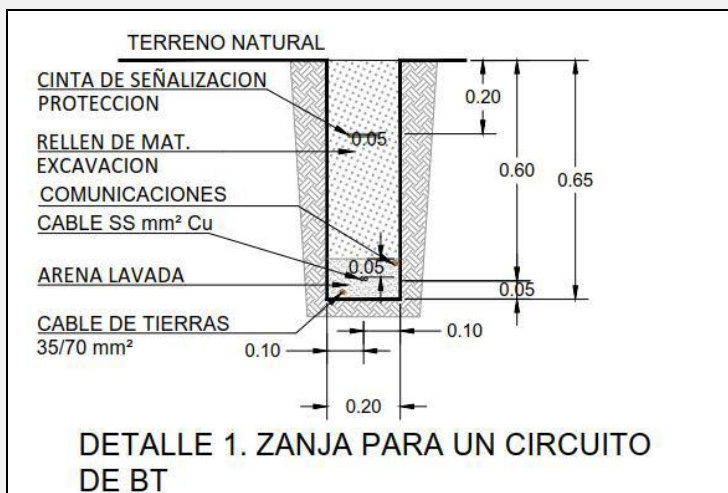 TERRENO NATURAL
CINTA DE SEÑALIZACION
PROTECCION
0.20
0.05
RELLEN DE MAT.
EXCAVACION
0.60
0.65
COMUNICACIONES
CABLE SS mm² Cu
0.05
ARENA LAVADA
0.05
CABLE DE TIERRAS
35/70 mm²
0.10
0.10
0.20
DETALLE 1. ZANJA PARA UN CIRCUITO
DE BT